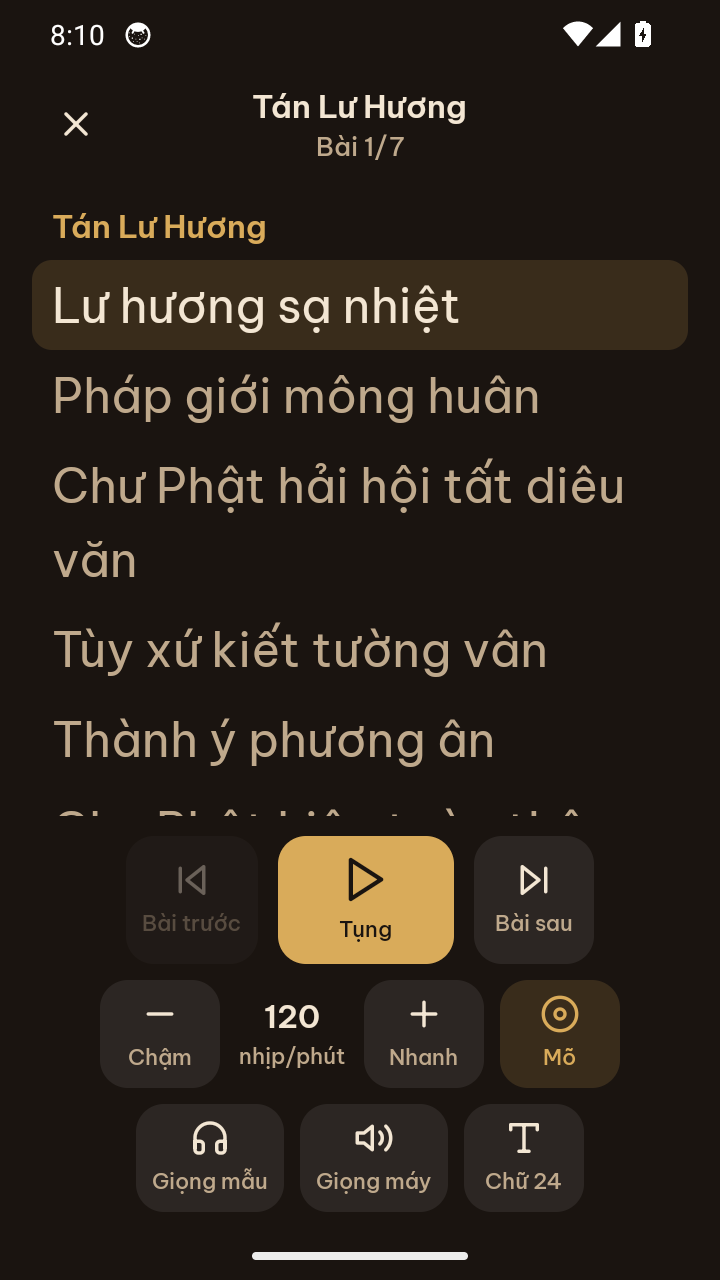 8:10
Tán Lư Hương
Bài 1/7
Tán Lư Hương
Lư hương sạ nhiệt
Pháp giới mông huân
Chư Phật hải hội tất diêu
văn
Tùy xứ kiết tường vân
Thành ý phương ân
Bài trước
Tụng
Bài sau
Chậm
120
nhịp/phút
Nhanh
Mõ
Giọng mẫu
Giọng máy
Chữ 24